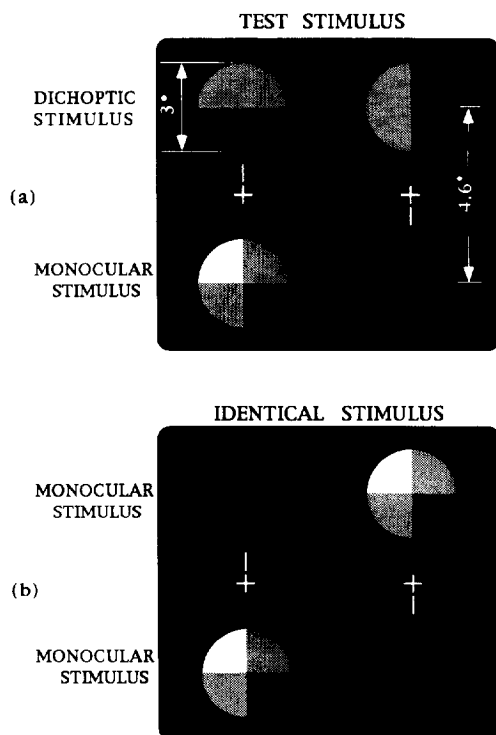 TEST STIMULUS
DICHOPTIC
STIMULUS
3°
4.6°
(a)
MONOCULAR
STIMULUS
IDENTICAL STIMULUS
MONOCULAR
STIMULUS
(b)
MONOCULAR
STIMULUS